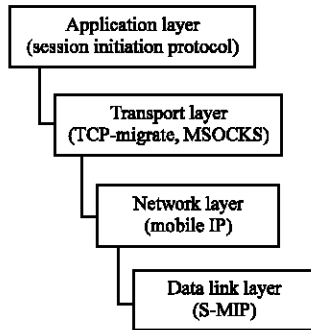 Application layer
(session initiation protocol)
Transport layer
(TCP-migrate, MSOCKS)
Network layer
(mobile IP)
Data link layer
(S-MIP)